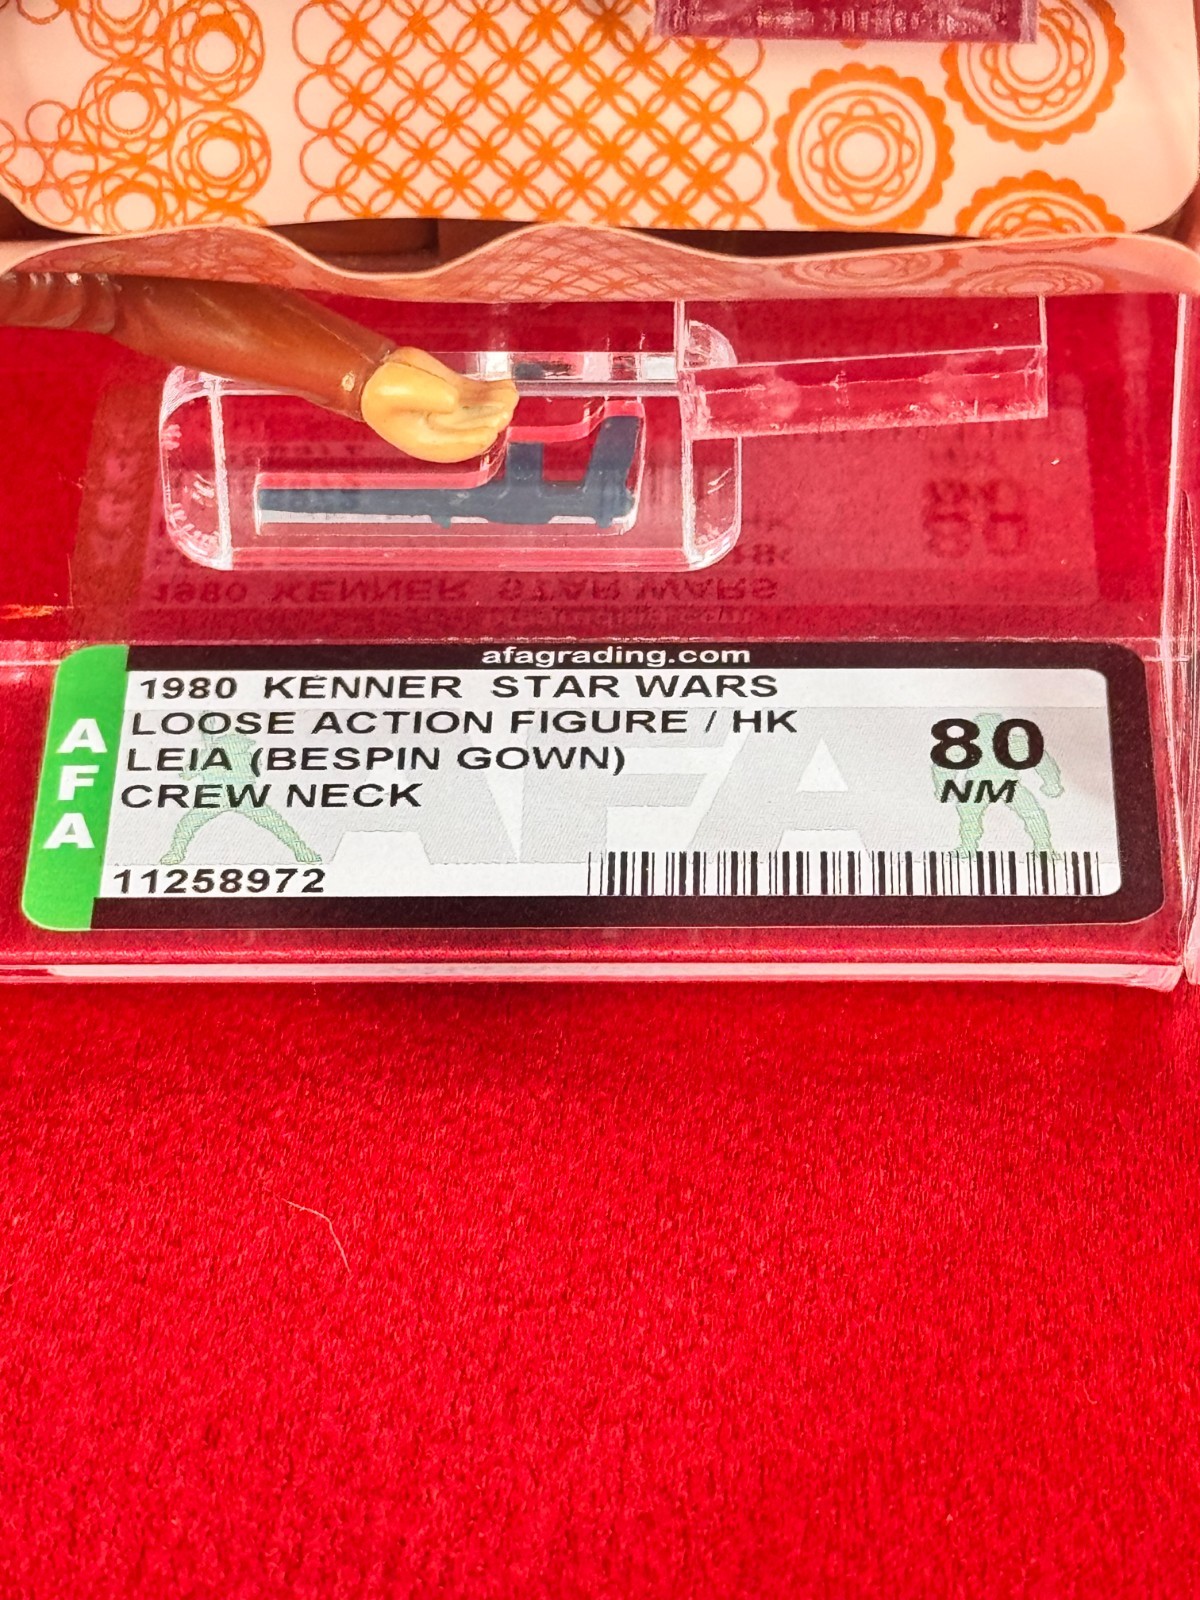 afagrading.com
1980 KENNER STAR WARS
LOOSE ACTION FIGURE / HK
LEIA (BESPIN GOWN)
CREW NECK
80
NM
AFA
11258972